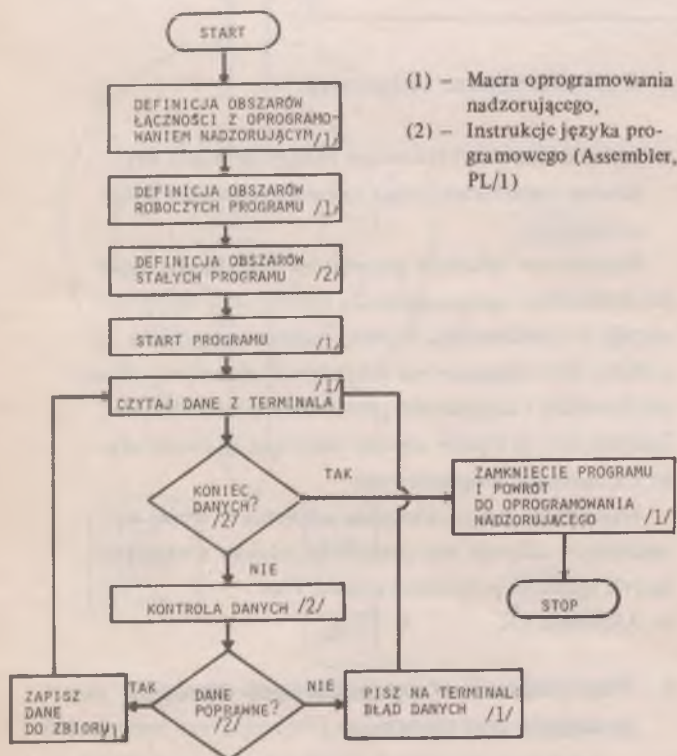 START
(1) – Macra oprogramowania
nadzorującego,
(2) – Instrukcje języka pro-
gramowego (Assembler,
PL/1)
DEFINICJA OBSZARÓW
ŁĄCZNOŚCI Z OPROGRAMO-
WANIEM NADZORUJĄCYM /1/
DEFINICJA OBSZARÓW
ROBOCZYCH PROGRAMU /1/
DEFINICJA OBSZARÓW
STAŁYCH PROGRAMU /2/
START PROGRAMU /1/
/1/
CZYTAJ DANE Z TERMINALA
KONIEC
DANYCH?
/2/
TAK
ZAMKNIECIE PROGRAMU
I POWRÓT
DO OPROGRAMOWANIA
NADZORUJĄCEGO /1/
NIE
STOP
KONTROLA DANYCH /2/
ZAPISZ
DANE
DO ZBIORU /1/
TAK
DANE
POPRAWNE?
/2/
NIE
PISZ NA TERMINAL
BŁAD DANYCH /1/